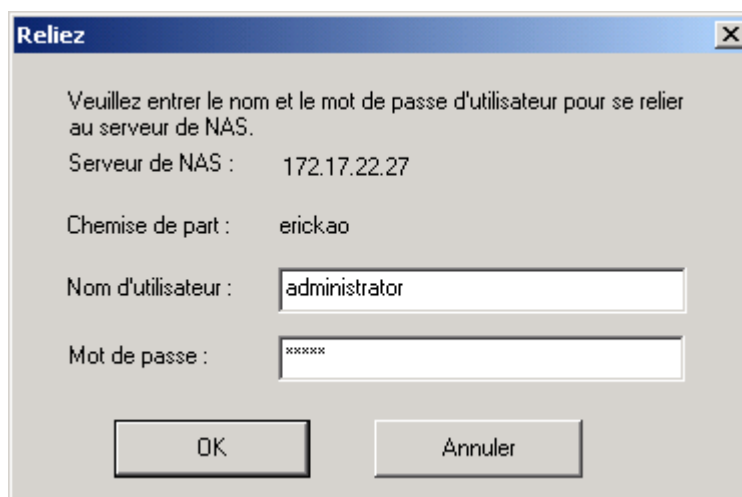 Reliez
Veuillez entrer le nom et le mot de passe d'utilisateur pour se relier
au serveur de NAS.
Serveur de NAS : 172.17.22.27
Chemise de part : erickao
Nom d'utilisateur : administrator
Mot de passe : *****
OK Annuler